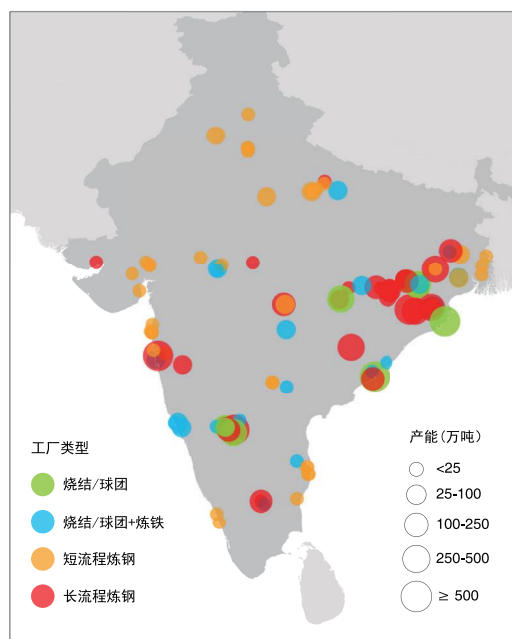 工厂类型
烧结/球团
烧结/球团+炼铁
短流程炼钢
长流程炼钢
产能(万吨)
<25
25-100
100-250
250-500
≥ 500